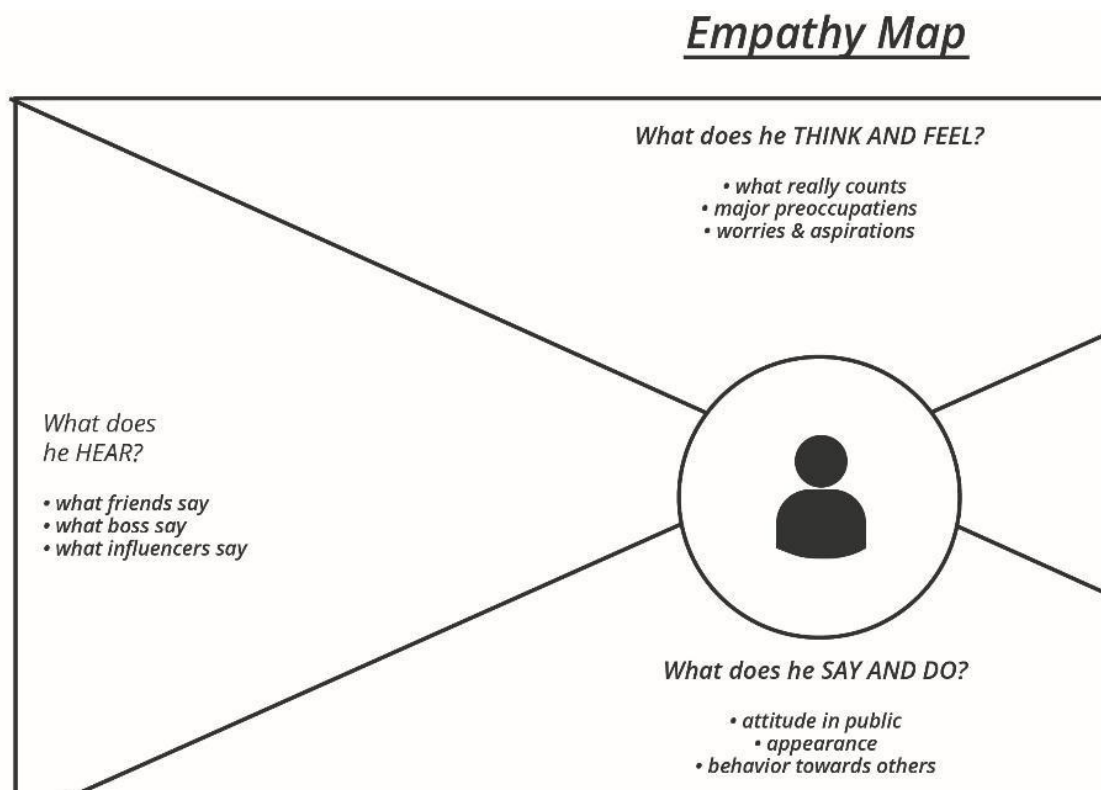 Empathy Map
What does he THINK AND FEEL?
• what really counts
• major preoccupatiens
• worries & aspirations
What does
he HEAR?
• what friends say
• what boss say
• what influencers say
What does he SAY AND DO?
• attitude in public
• appearance
• behavior towards others